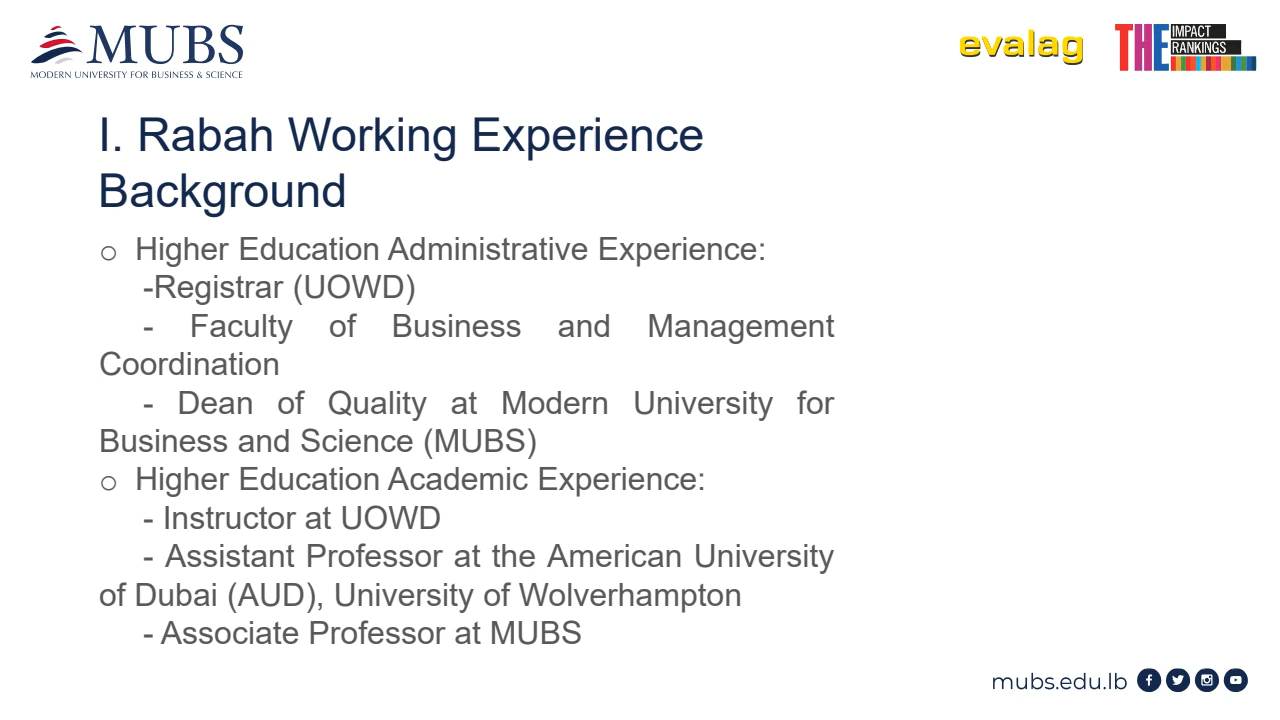 MUBS
MODERN UNIVERSITY FOR BUSINESS & SCIENCE
evalag
THE IMPACT RANKINGS
I. Rabah Working Experience
Background
o Higher Education Administrative Experience:
-Registrar (UOWD)
- Faculty of Business and Management
Coordination
- Dean of Quality at Modern University for
Business and Science (MUBS)
o Higher Education Academic Experience:
- Instructor at UOWD
- Assistant Professor at the American University
of Dubai (AUD), University of Wolverhampton
- Associate Professor at MUBS
mubs.edu.lb